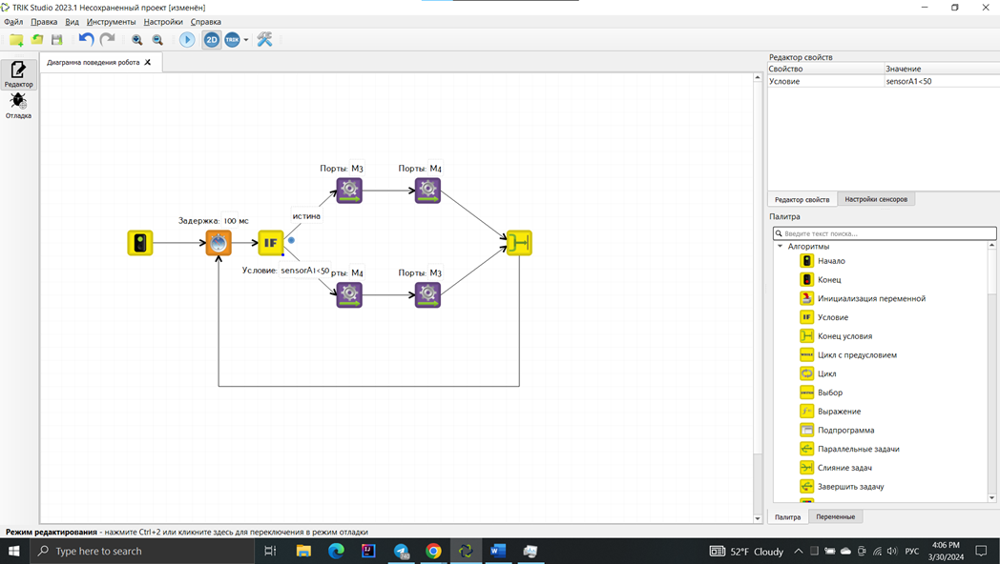 TRIK Studio 2023.1 Несохраненный проект [изменён]
Файл Правка Вид Инструменты Настройки Справка
2D TRIK
Диаграмма поведения робота
Редактор
Отладка
Порты: M3 Порты: M4
истина
Задержка: 100 мс
IF
Условие: sensorA1<50 рты: M4 Порты: M3
Редактор свойств
Свойство Значение
Условие sensorA1<50
Редактор свойств Настройки сенсоров
Палитра
Введите текст поиска...
Алгоритмы
Начало
Конец
Инициализация переменной
IF Условие
Конец условия
Цикл с предусловием
Цикл
Выбор
Выражение
Подпрограмма
Параллельные задачи
Слияние задач
Завершить задачу
Палитра Переменные
Режим редактирования - нажмите Ctrl+2 или кликните здесь для переключения в режим отладки
Type here to search
52°F Cloudy
РУС
4:06 PM
3/30/2024